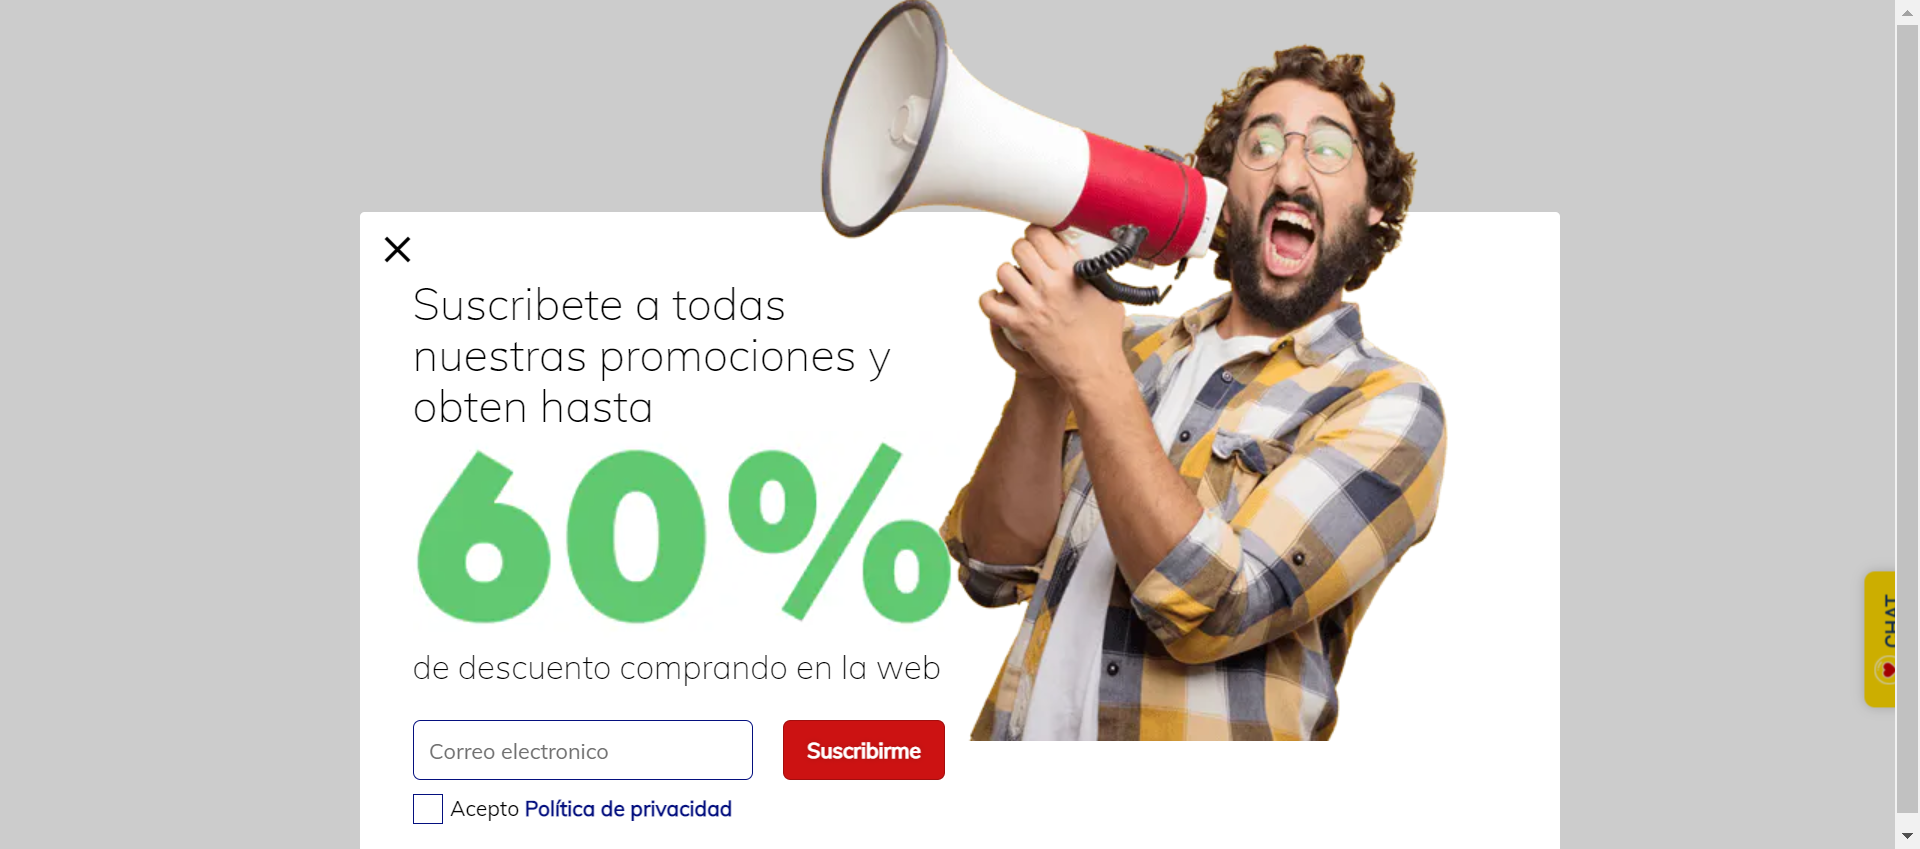 Suscribete a todas
nuestras promociones y
obten hasta
60%
de descuento comprando en la web
Correo electronico
Suscribirme
Acepto Política de privacidad
CHAT